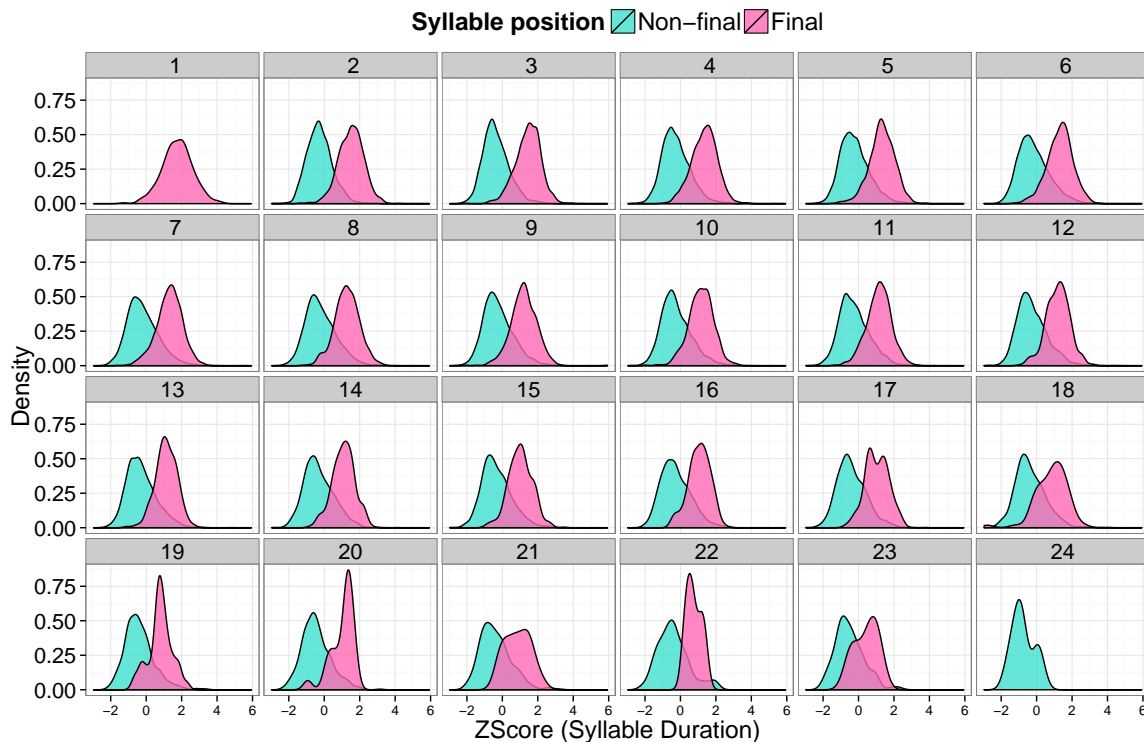 Syllable position Non−final Final
1 2 3 4 5 6
0.75
0.50
0.25
0.00
7 8 9 10 11 12
0.75
0.50
0.25
0.00
13 14 15 16 17 18
0.75
0.50
0.25
0.00
19 20 21 22 23 24
0.75
0.50
0.25
0.00
−2 0 2 4 6 −2 0 2 4 6 −2 0 2 4 6 −2 0 2 4 6 −2 0 2 4 6 −2 0 2 4 6
Density
ZScore (Syllable Duration)